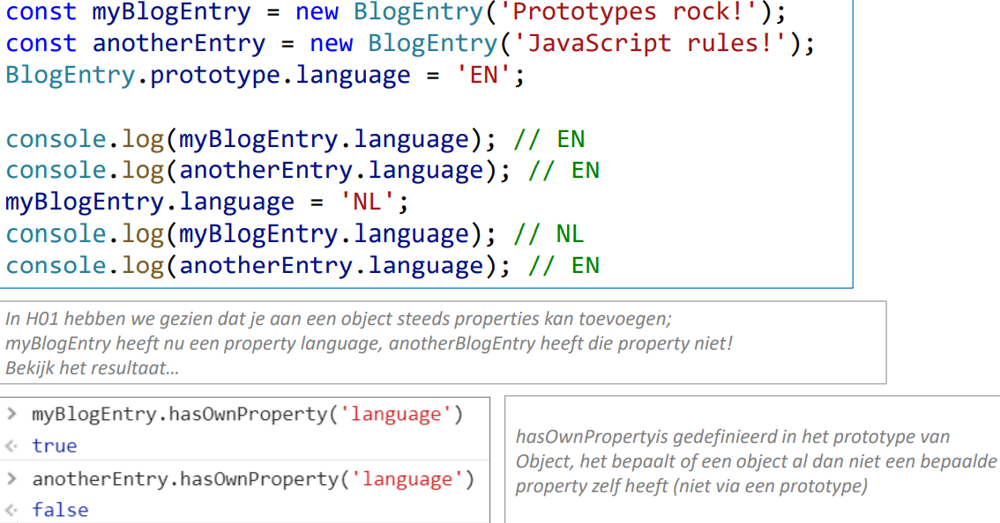 const myBlogEntry = new BlogEntry('Prototypes rock!');
const anotherEntry = new BlogEntry('JavaScript rules!');
BlogEntry.prototype.language = 'EN';
console.log(myBlogEntry.language); // EN
console.log(anotherEntry.language); // EN
myBlogEntry.language = 'NL';
console.log(myBlogEntry.language); // NL
console.log(anotherEntry.language); // EN
In H01 hebben we gezien dat je aan een object steeds properties kan toevoegen;
myBlogEntry heeft nu een property language, anotherBlogEntry heeft die property niet!
Bekijk het resultaat…
> myBlogEntry.hasOwnProperty('language')
<· true
> anotherEntry.hasOwnProperty('language')
<· false
hasOwnPropertyis gedefinieerd in het prototype van
Object, het bepaalt of een object al dan niet een bepaalde
property zelf heeft (niet via een prototype)